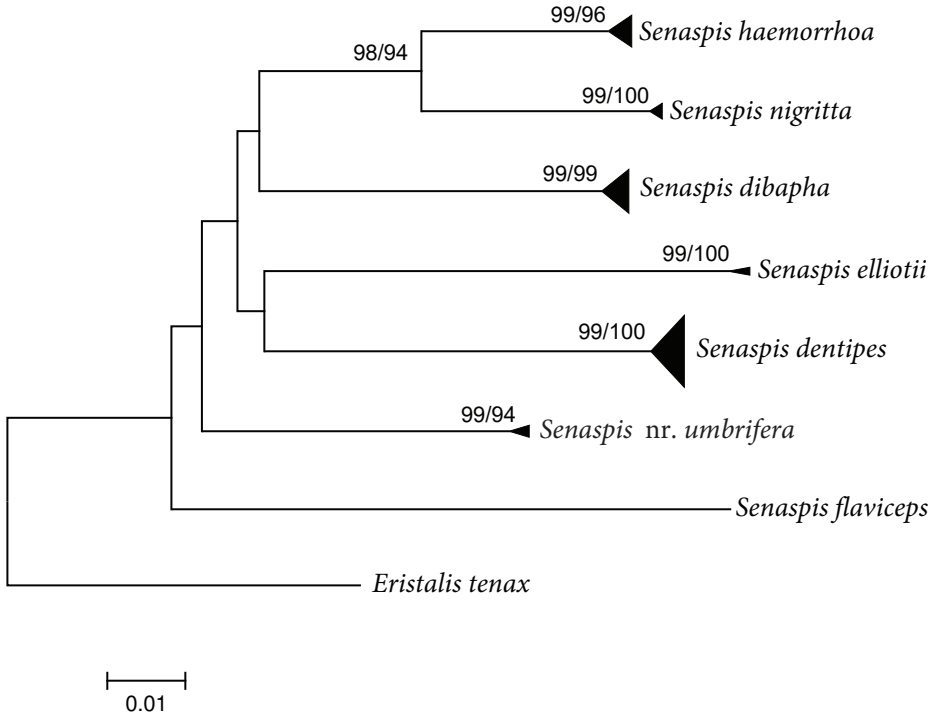 99/96
Senaspis haemorrhoa
98/94
99/100
Senaspis nigritta
99/99
Senaspis dibapha
99/100
Senaspis elliotii
99/100
Senaspis dentipes
99/94
Senaspis nr. umbrifera
Senaspis flaviceps
Eristalis tenax
0.01